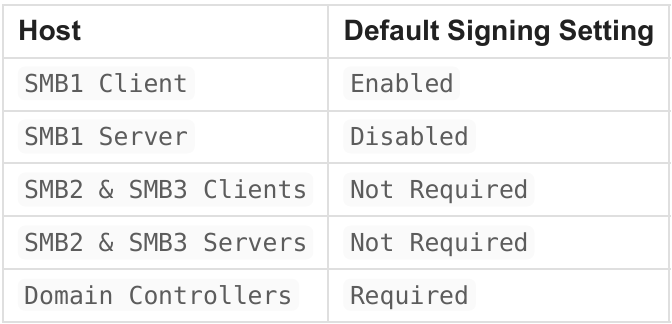 Host Default Signing Setting
SMB1 Client Enabled
SMB1 Server Disabled
SMB2 & SMB3 Clients Not Required
SMB2 & SMB3 Servers Not Required
Domain Controllers Required